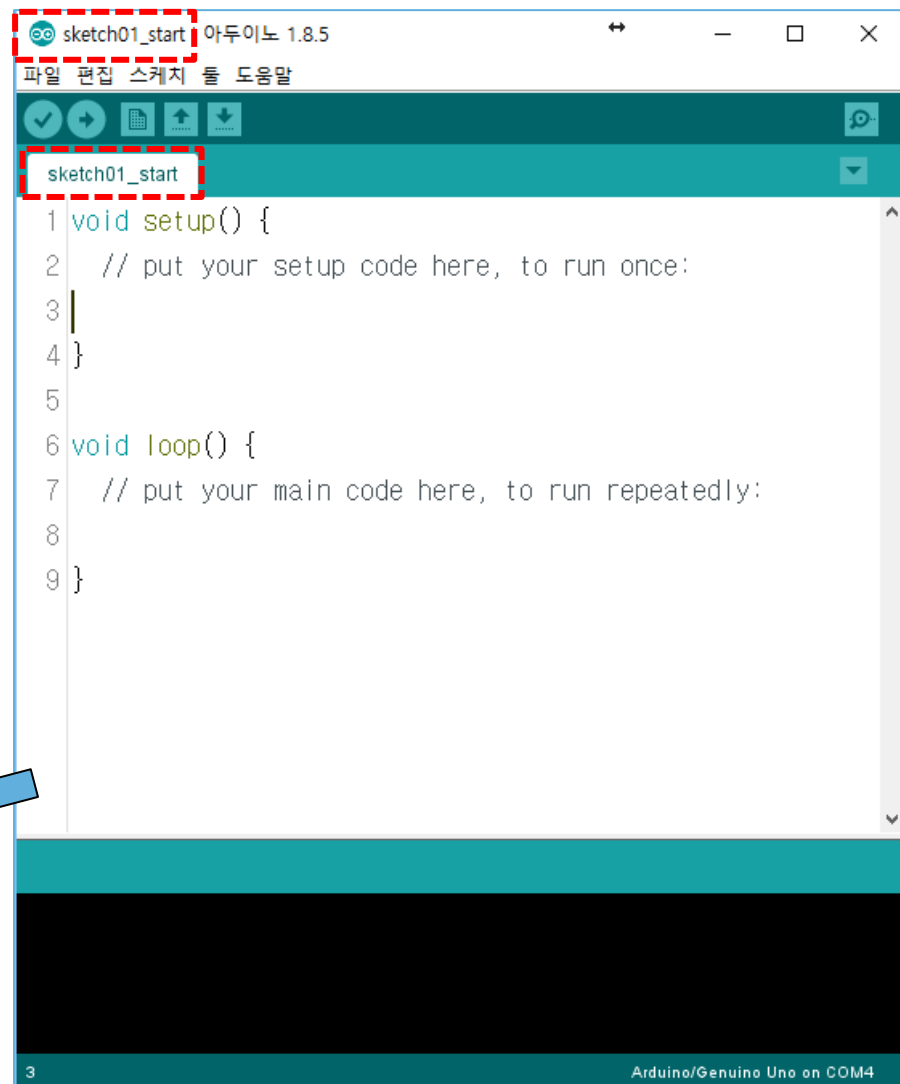 sketch01_start 아두이노 1.8.5
파일 편집 스케치 툴 도움말
sketch01_start
1 void setup() {
2 // put your setup code here, to run once:
3
4 }
5
6 void loop() {
7 // put your main code here, to run repeatedly:
8
9 }
3 Arduino/Genuino Uno on COM4